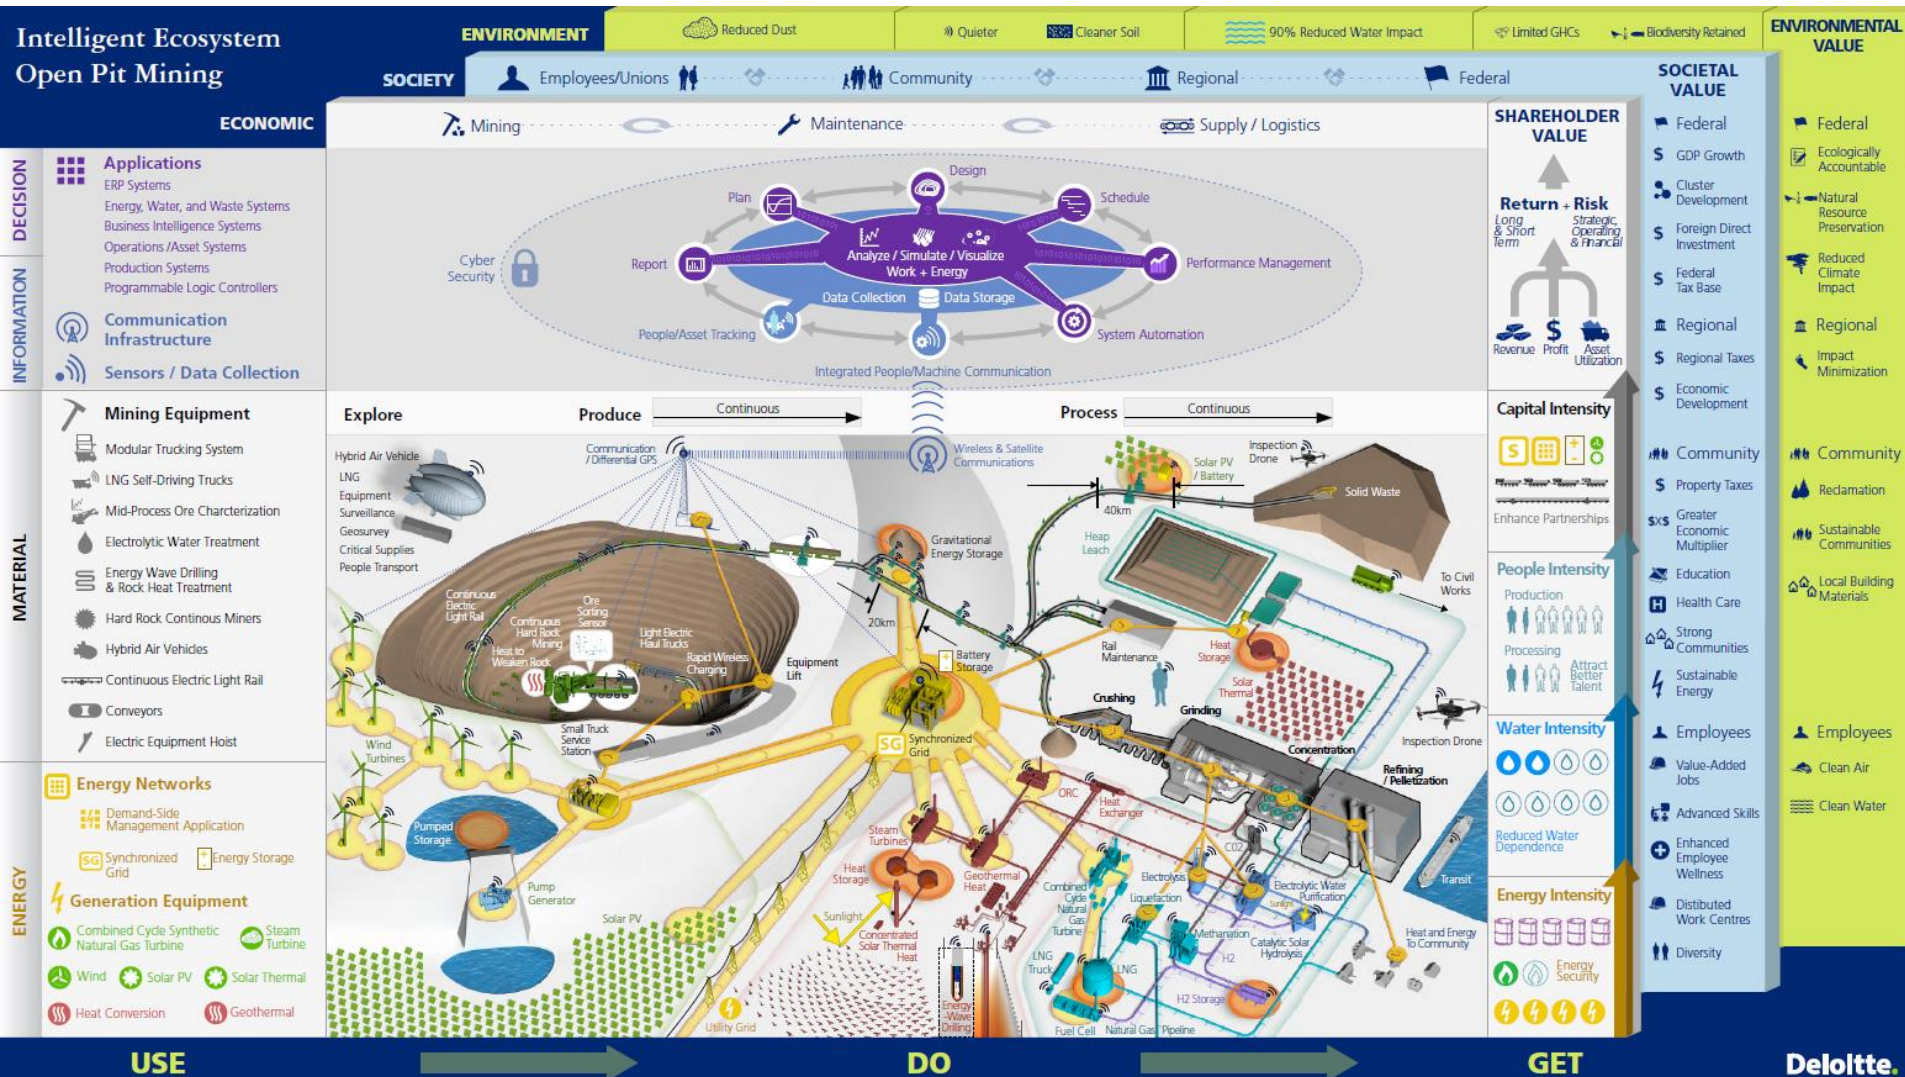 Intelligent Ecosystem
Open Pit Mining
ENVIRONMENT
Reduced Dust
Quieter
Cleaner Soil
90% Reduced Water Impact
Limited GHCs
Biodiversity Retained
ENVIRONMENTAL
VALUE
SOCIETY
Employees/Unions
Community
Regional
Federal
SOCIETAL
VALUE
ECONOMIC
Mining
Maintenance
Supply / Logistics
SHAREHOLDER
VALUE
DECISION
Applications
ERP Systems
Energy, Water, and Waste Systems
Business Intelligence Systems
Operations /Asset Systems
Production Systems
Programmable Logic Controllers
INFORMATION
Communication
Infrastructure
Sensors / Data Collection
Cyber
Security
Plan
Design
Schedule
Report
Analyze / Simulate / Visualize
Work + Energy
Performance Management
Data Collection
Data Storage
People/Asset Tracking
System Automation
Integrated People/Machine Communication
Return + Risk
Long
& Short
Term
Strategic,
Operating
& Financial
Revenue
Profit
Asset
Utilization
MATERIAL
Mining Equipment
Modular Trucking System
LNG Self-Driving Trucks
Mid-Process Ore Charcterization
Electrolytic Water Treatment
Energy Wave Drilling
& Rock Heat Treatment
Hard Rock Continous Miners
Hybrid Air Vehicles
Continuous Electric Light Rail
Conveyors
Electric Equipment Hoist
ENERGY
Energy Networks
Demand-Side
Management Application
SG
Synchronized
Grid
Energy Storage
Generation Equipment
Combined Cycle Synthetic
Natural Gas Turbine
Steam
Turbine
Wind
Solar PV
Solar Thermal
Heat Conversion
Geothermal
Explore
Produce
Continuous
Process
Continuous
Hybrid Air Vehicle
LNG
Equipment
Surveillance
Geosurvey
Critical Supplies
People Transport
Communication
/ Differential GPS
Wireless & Satellite
Communications
Solar PV
/ Battery
Inspection
Drone
Solid Waste
40km
Gravitational
Energy Storage
Heap
Leach
To Civil
Works
Continuous
Electric
Light Rail
Continuous
Hard Rock
Mining
Ore
Sorting
Sensor
Heat to
Weaken Rock
Light Electric
Haul Trucks
Rapid Wireless
Charging
Equipment
Lift
20km
Battery
Storage
Rail
Maintenance
Heat
Storage
Solar
Thermal
Small Truck
Service
Station
Wind
Turbines
Crushing
Grinding
Concentration
Refining
/ Pelletization
Inspection Drone
SG
Synchronized
Grid
Pumped
Storage
Pump
Generator
Solar PV
Utility Grid
Steam
Turbines
Heat
Storage
ORC
Heat
Exchanger
Geothermal
Heat
Sunlight
Concentrated
Solar Thermal
Heat
Energy
-Wave
Drilling
Combined
Cycle
Natural
Gas
Turbine
LNG
Truck
LNG
Fuel Cell
Natural Gas Pipeline
Electrolysis
Liquefaction
CO2
Electrolytic Water
Purification
Sunlight
Methanation
H2
Catalytic Solar
Hydrolysis
H2 Storage
Heat and Energy
To Community
Transit
Capital Intensity
S
Enhance Partnerships
People Intensity
Production
Processing
Attract
Better
Talent
Water Intensity
Reduced Water
Dependence
Energy Intensity
Energy
Security
Federal
$ GDP Growth
Cluster
Development
$ Foreign Direct
Investment
$ Federal
Tax Base
Regional
$ Regional Taxes
$ Economic
Development
Community
$ Property Taxes
$x$ Greater
Economic
Multiplier
Education
H Health Care
Strong
Communities
Sustainable
Energy
Employees
Value-Added
Jobs
Advanced Skills
Enhanced
Employee
Wellness
Distibuted
Work Centres
Diversity
Federal
Ecologically
Accountable
Natural
Resource
Preservation
Reduced
Climate
Impact
Regional
Impact
Minimization
Community
Reclamation
Sustainable
Communities
Local Building
Materials
Employees
Clean Air
Clean Water
USE
DO
GET
Deloitte.